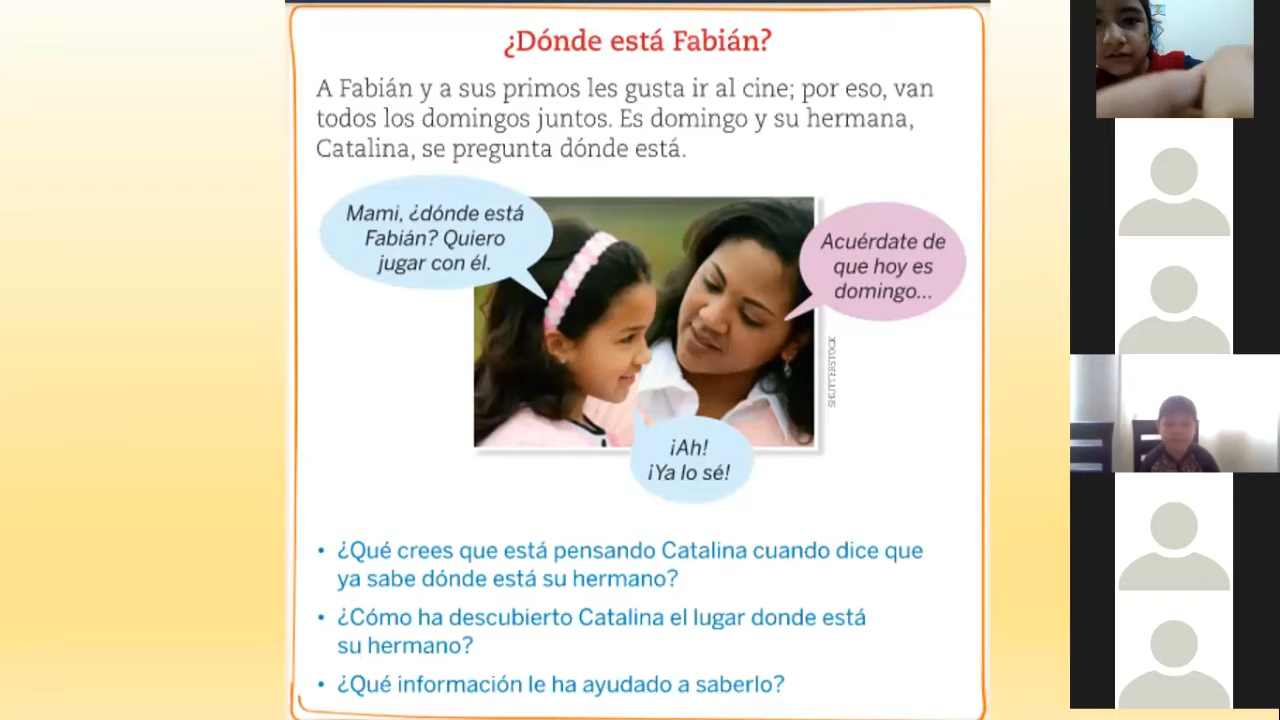 ¿Dónde está Fabián?
A Fabián y a sus primos les gusta ir al cine; por eso, van
todos los domingos juntos. Es domingo y su hermana,
Catalina, se pregunta dónde está.
Mami, ¿dónde está
Fabián? Quiero
jugar con él.
Acuérdate de
que hoy es
domingo...
SHUTTERSTOCK
¡Ah!
¡Ya lo sé!
• ¿Qué crees que está pensando Catalina cuando dice que
ya sabe dónde está su hermano?
• ¿Cómo ha descubierto Catalina el lugar donde está
su hermano?
• ¿Qué información le ha ayudado a saberlo?